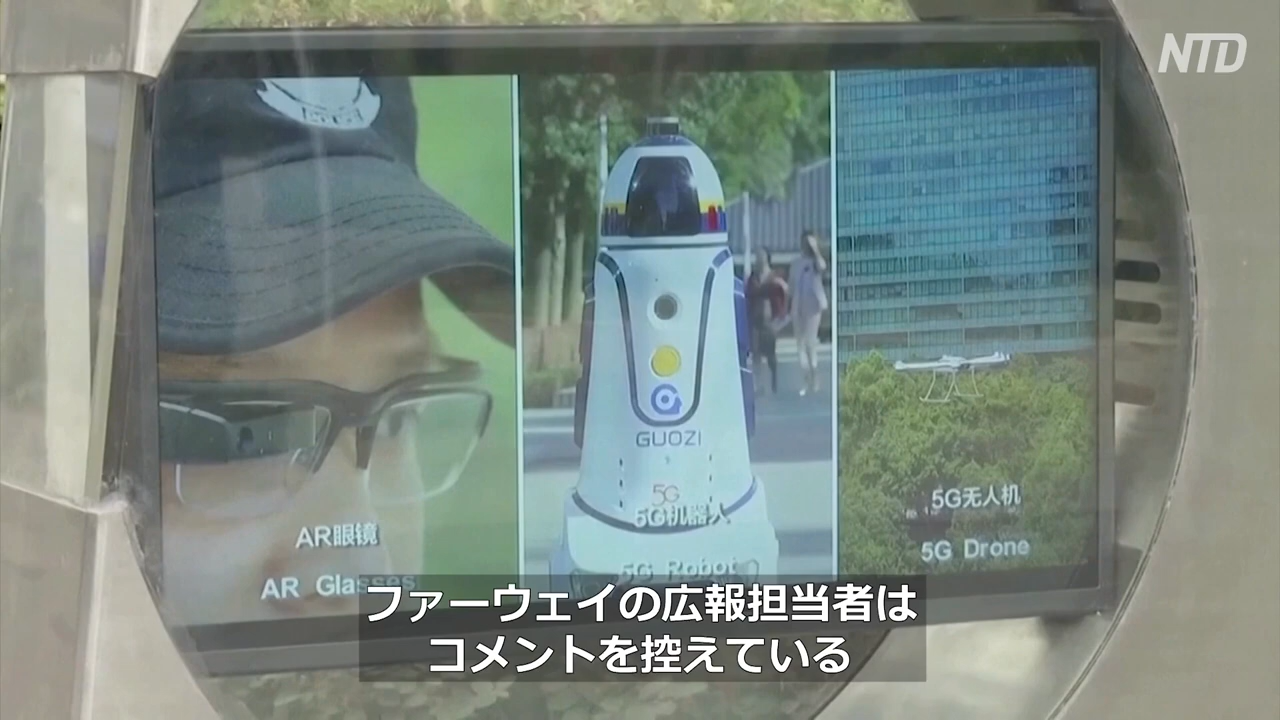 NTD
POLICE
GUOZI
5G
5G机器人
5G Robot
AR眼镜
AR Glasses
5G无人机
5G Drone
ファーウェイの広報担当者は
コメントを控えている